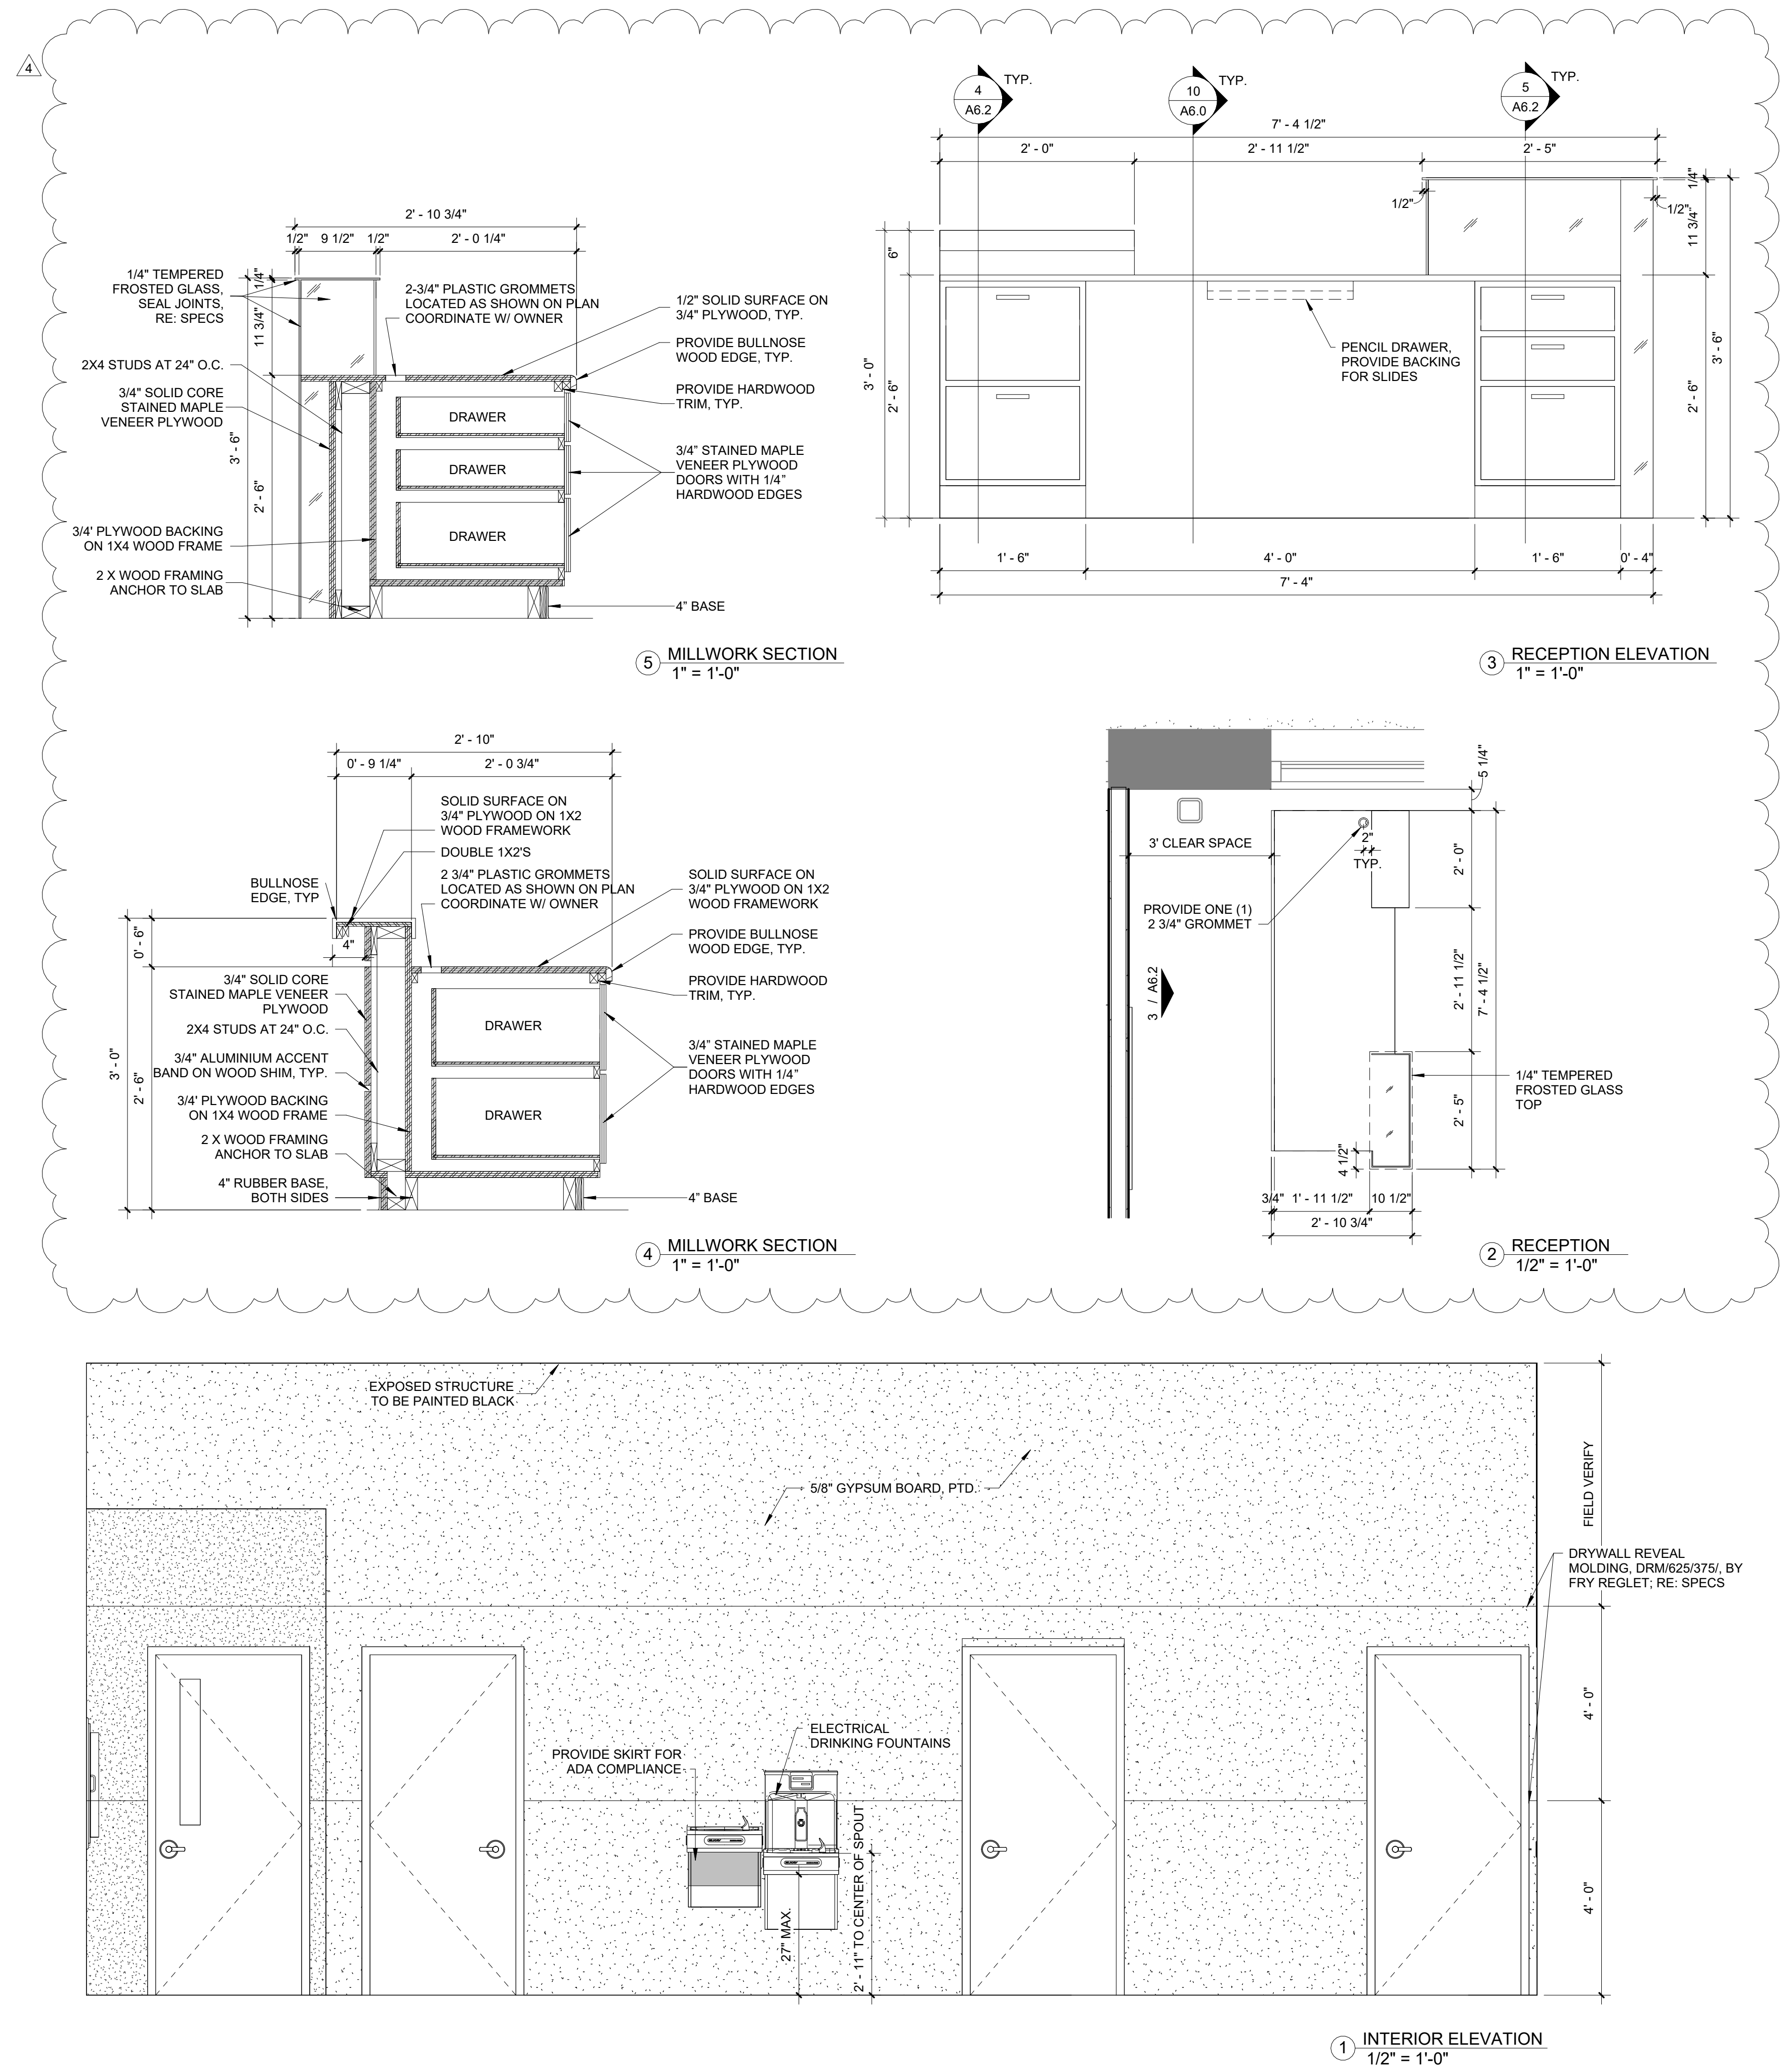 4
2' - 10 3/4"
1/2"
9 1/2"
1/2"
2' - 0 1/4"
1/4"
11 3/4"
3' - 6"
2' - 6"
1/4" TEMPERED
FROSTED GLASS,
SEAL JOINTS,
RE: SPECS
2X4 STUDS AT 24" O.C.
3/4" SOLID CORE
STAINED MAPLE
VENEER PLYWOOD
3/4' PLYWOOD BACKING
ON 1X4 WOOD FRAME
2 X WOOD FRAMING
ANCHOR TO SLAB
2-3/4" PLASTIC GROMMETS
LOCATED AS SHOWN ON PLAN
COORDINATE W/ OWNER
1/2" SOLID SURFACE ON
3/4" PLYWOOD, TYP.
PROVIDE BULLNOSE
WOOD EDGE, TYP.
PROVIDE HARDWOOD
TRIM, TYP.
DRAWER
DRAWER
DRAWER
3/4" STAINED MAPLE
VENEER PLYWOOD
DOORS WITH 1/4"
HARDWOOD EDGES
4" BASE
5
MILLWORK SECTION
1" = 1'-0"
4
A6.2
TYP.
10
A6.0
TYP.
5
A6.2
TYP.
7' - 4 1/2"
2' - 0"
2' - 11 1/2"
2' - 5"
1/2"
1/2"
1/4"
11 3/4"
6"
3' - 0"
2' - 6"
3' - 6"
2' - 6"
PENCIL DRAWER,
PROVIDE BACKING
FOR SLIDES
1' - 6"
4' - 0"
1' - 6"
0' - 4"
7' - 4"
3
RECEPTION ELEVATION
1" = 1'-0"
2' - 10"
0' - 9 1/4"
2' - 0 3/4"
SOLID SURFACE ON
3/4" PLYWOOD ON 1X2
WOOD FRAMEWORK
DOUBLE 1X2'S
2 3/4" PLASTIC GROMMETS
LOCATED AS SHOWN ON PLAN
COORDINATE W/ OWNER
BULLNOSE
EDGE, TYP
4"
0' - 6"
3' - 0"
2' - 6"
3/4" SOLID CORE
STAINED MAPLE VENEER
PLYWOOD
2X4 STUDS AT 24" O.C.
3/4" ALUMINIUM ACCENT
BAND ON WOOD SHIM, TYP.
3/4' PLYWOOD BACKING
ON 1X4 WOOD FRAME
2 X WOOD FRAMING
ANCHOR TO SLAB
4" RUBBER BASE,
BOTH SIDES
SOLID SURFACE ON
3/4" PLYWOOD ON 1X2
WOOD FRAMEWORK
PROVIDE BULLNOSE
WOOD EDGE, TYP.
PROVIDE HARDWOOD
TRIM, TYP.
DRAWER
DRAWER
3/4" STAINED MAPLE
VENEER PLYWOOD
DOORS WITH 1/4"
HARDWOOD EDGES
4" BASE
4
MILLWORK SECTION
1" = 1'-0"
5 1/4"
3' CLEAR SPACE
2"
TYP.
2' - 0"
PROVIDE ONE (1)
2 3/4" GROMMET
3 / A6.2
2' - 11 1/2"
7' - 4 1/2"
1/4" TEMPERED
FROSTED GLASS
TOP
2' - 5"
4 1/2"
3/4"
1' - 11 1/2"
10 1/2"
2' - 10 3/4"
2
RECEPTION
1/2" = 1'-0"
EXPOSED STRUCTURE
TO BE PAINTED BLACK
5/8" GYPSUM BOARD, PTD.
FIELD VERIFY
DRYWALL REVEAL
MOLDING, DRM/625/375/, BY
FRY REGLET; RE: SPECS
4' - 0"
ELECTRICAL
DRINKING FOUNTAINS
PROVIDE SKIRT FOR
ADA COMPLIANCE
27" MAX.
2' - 11" TO CENTER OF SPOUT
4' - 0"
1
INTERIOR ELEVATION
1/2" = 1'-0"